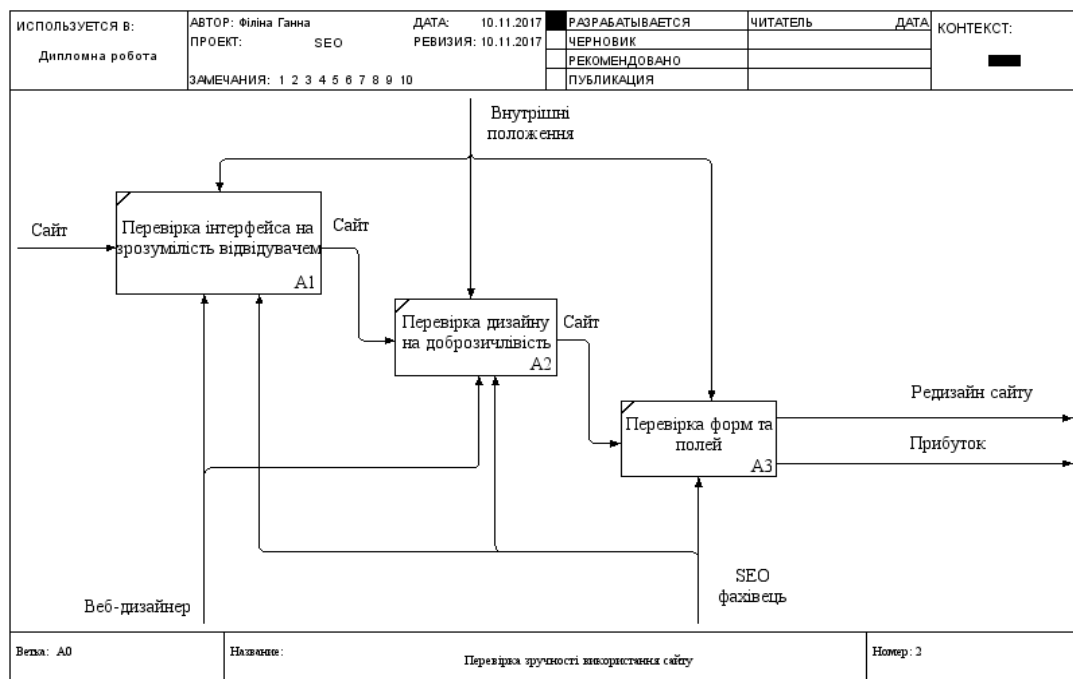 ИСПОЛЬЗУЕТСЯ В:
Дипломна робота
АВТОР: Філіна Ганна
ДАТА: 10.11.2017
ПРОЕКТ: SEO
РЕВИЗИЯ: 10.11.2017
ЗАМЕЧАНИЯ: 1 2 3 4 5 6 7 8 9 10
РАЗРАБАТЫВАЕТСЯ
ЧЕРНОВИК
РЕКОМЕНДОВАНО
ПУБЛИКАЦИЯ
ЧИТАТЕЛЬ ДАТА
КОНТЕКСТ:
Внутрішні
положення
Сайт
Перевірка інтерфейса на
зрозумілість відвідувачем
A1
Сайт
Перевірка дизайну
на доброзичлівість
A2
Сайт
Перевірка форм та
полей
A3
Редизайн сайту
Прибуток
Веб-дизайнер
SEO
фахівець
Ветка: A0
Название:
Перевірка зручності використання сайту
Номер: 2